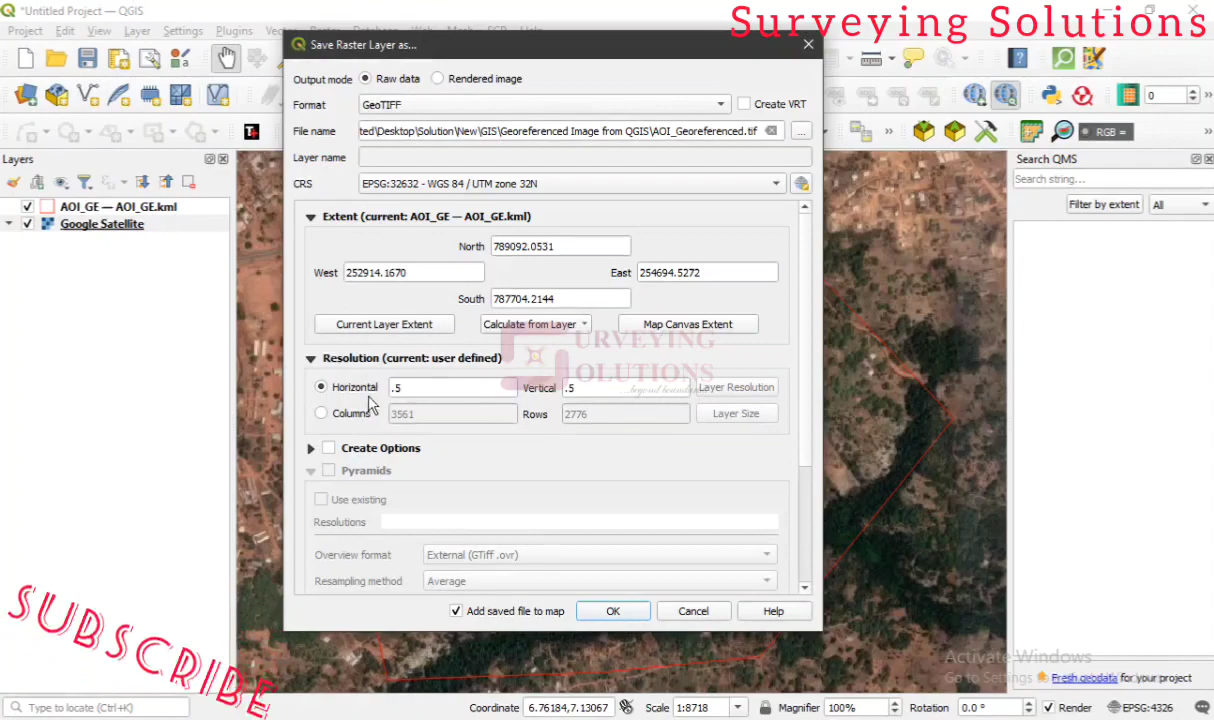 *Untitled Project — QGIS
Surveying Solutions
Project Edit View Layer Settings Plugins
Save Raster Layer as...
Output mode Raw data Rendered image
Format GeoTIFF Create VRT
File name ted\Desktop\Solution\New\GIS\Georeferenced Image from QGIS\AOI_Georeferenced.tif ...
Layer name
CRS EPSG:32632 - WGS 84 / UTM zone 32N
0
RGB =
Layers
AOI_GE — AOI_GE.kml
Google Satellite
Search QMS
Search string...
Filter by extent All
Extent (current: AOI_GE — AOI_GE.kml)
North 789092.0531
West 252914.1670 East 254694.5272
South 787704.2144
Current Layer Extent Calculate from Layer Map Canvas Extent
URVEYING
SOLUTIONS
Resolution (current: user defined)
Horizontal .5 Vertical .5 Layer Resolution
Columns 3561 Rows 2776 Layer Size
Create Options
Pyramids
Use existing
Resolutions
Overview format External (GTiff .ovr)
Resampling method Average
Add saved file to map OK Cancel Help
SUBSCRIBE
Activate Windows
Go to Settings to
Fresh geodata for your project
Type to locate (Ctrl+K) Coordinate 6.76184,7.13067 Scale 1:8718 Magnifier 100% Rotation 0.0 ° Render EPSG:4326